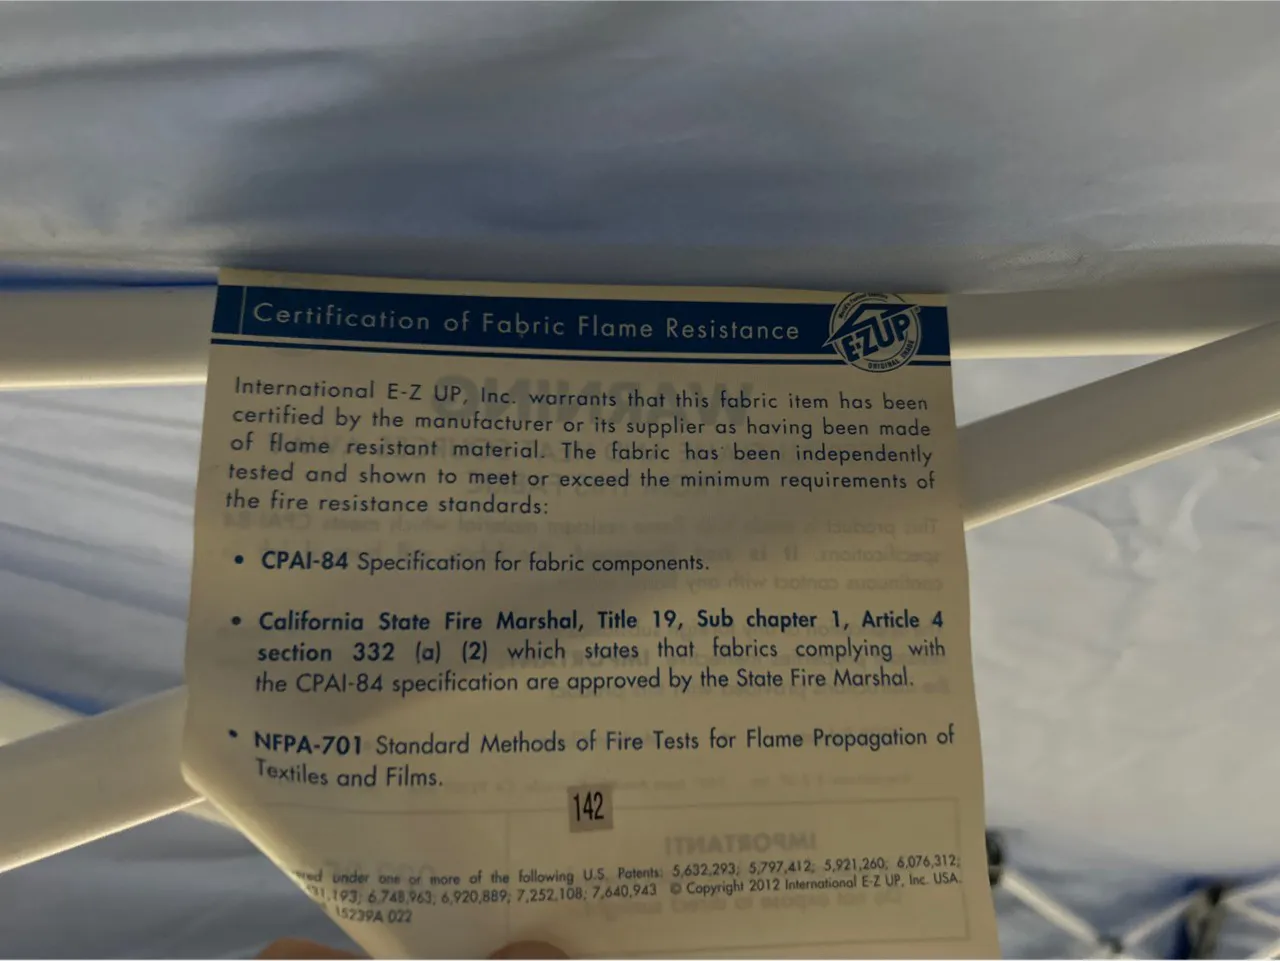 Certification of Fabric Flame Resistance
E-Z UP
ORIGINAL
International E-Z UP, Inc. warrants that this fabric item has been
certified by the manufacturer or its supplier as having been made
of flame resistant material. The fabric has been independently
tested and shown to meet or exceed the minimum requirements of
the fire resistance standards:
• CPAI-84 Specification for fabric components.
• California State Fire Marshal, Title 19, Sub chapter 1, Article 4
section 332 (a) (2) which states that fabrics complying with
the CPAI-84 specification are approved by the State Fire Marshal.
• NFPA-701 Standard Methods of Fire Tests for Flame Propagation of
Textiles and Films.
142
under one or more of the following U.S. Patents: 5,632,293; 5,797,412; 5,921,260; 6,076,312;
,193; 6,748,963; 6,920,889; 7,252,108; 7,640,943 © Copyright 2012 International E-Z UP, Inc. USA.
15239A 022